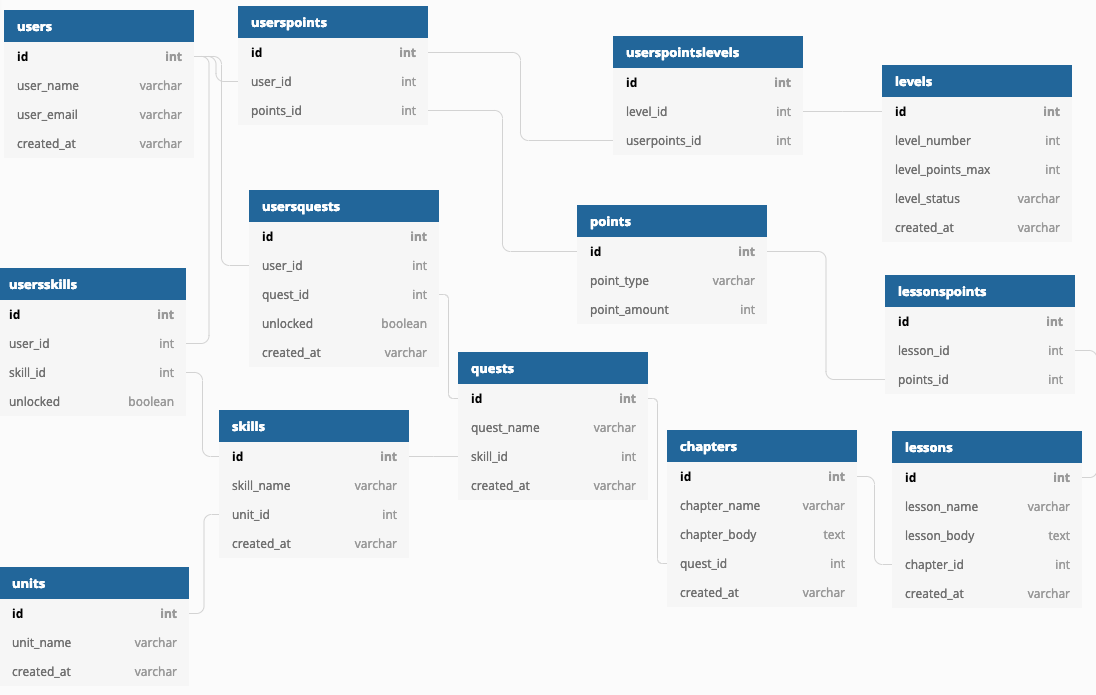 users
id int
user_name varchar
user_email varchar
created_at varchar
userspoints
id int
user_id int
points_id int
userspointslevels
id int
level_id int
userpoints_id int
levels
id int
level_number int
level_points_max int
level_status varchar
created_at varchar
usersquests
id int
user_id int
quest_id int
unlocked boolean
created_at varchar
points
id int
point_type varchar
point_amount int
usersskills
id int
user_id int
skill_id int
unlocked boolean
lessonspoints
id int
lesson_id int
points_id int
quests
id int
quest_name varchar
skill_id int
created_at varchar
skills
id int
skill_name varchar
unit_id int
created_at varchar
chapters
id int
chapter_name varchar
chapter_body text
quest_id int
created_at varchar
lessons
id int
lesson_name varchar
lesson_body text
chapter_id int
created_at varchar
units
id int
unit_name varchar
created_at varchar